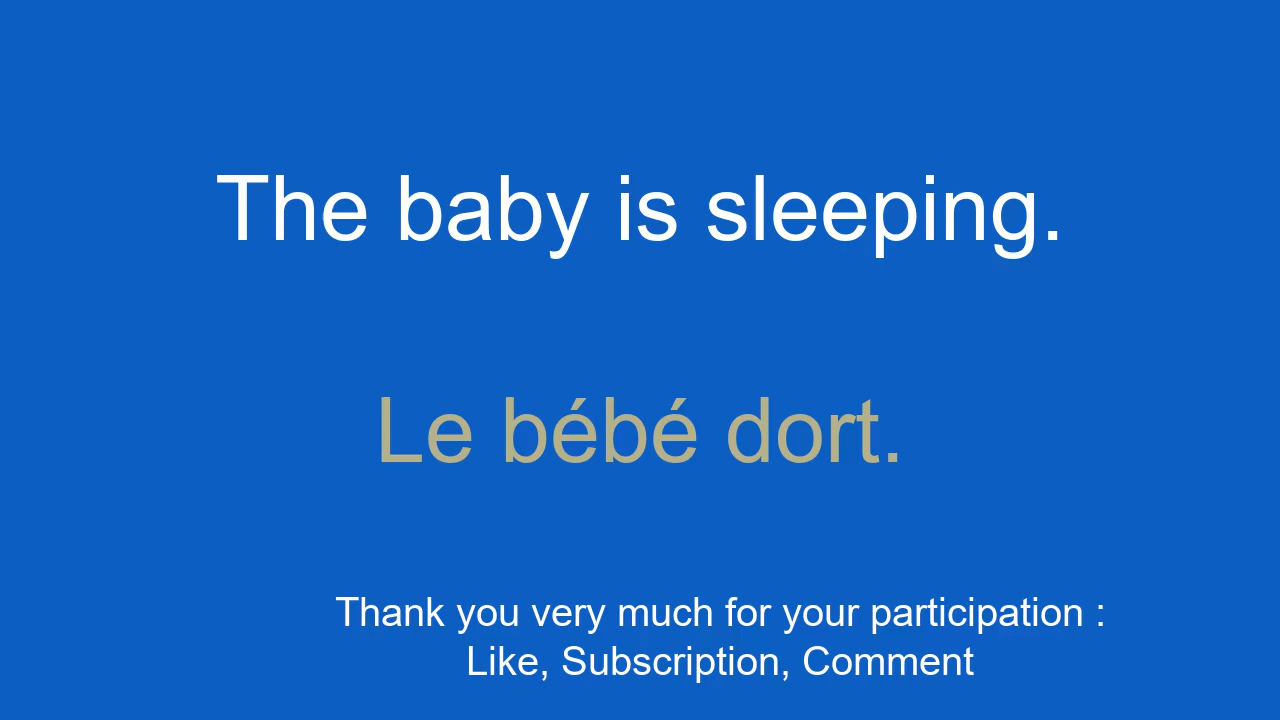 The baby is sleeping.
Le bébé dort.
Thank you very much for your participation :
Like, Subscription, Comment